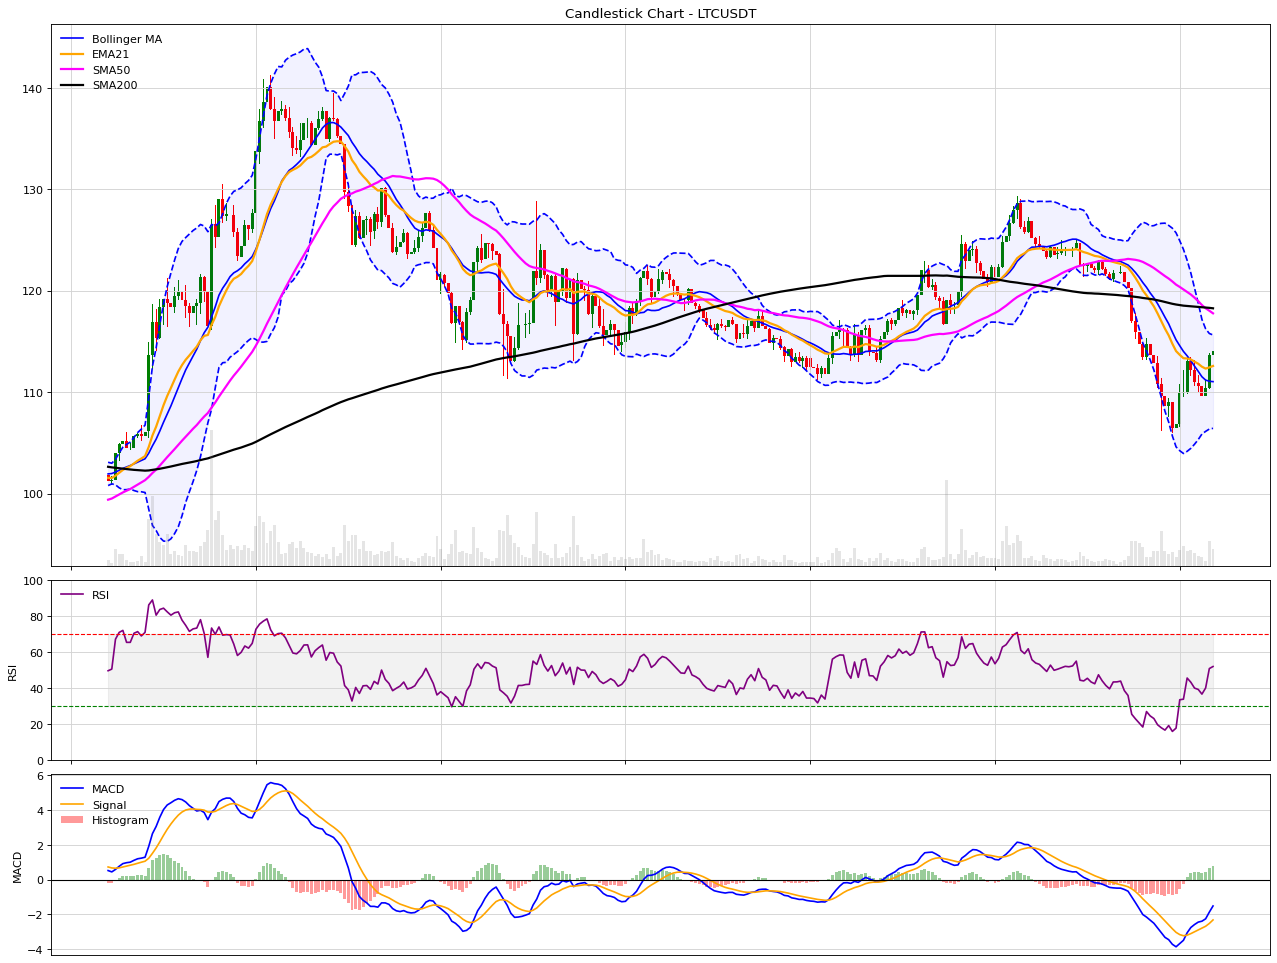 Candlestick Chart - LTCUSDT
Bollinger MA
EMA21
SMA50
SMA200
140
130
120
110
100
RSI
100
80
60
40
20
0
RSI
MACD
Signal
Histogram
6
4
2
0
−2
−4
MACD